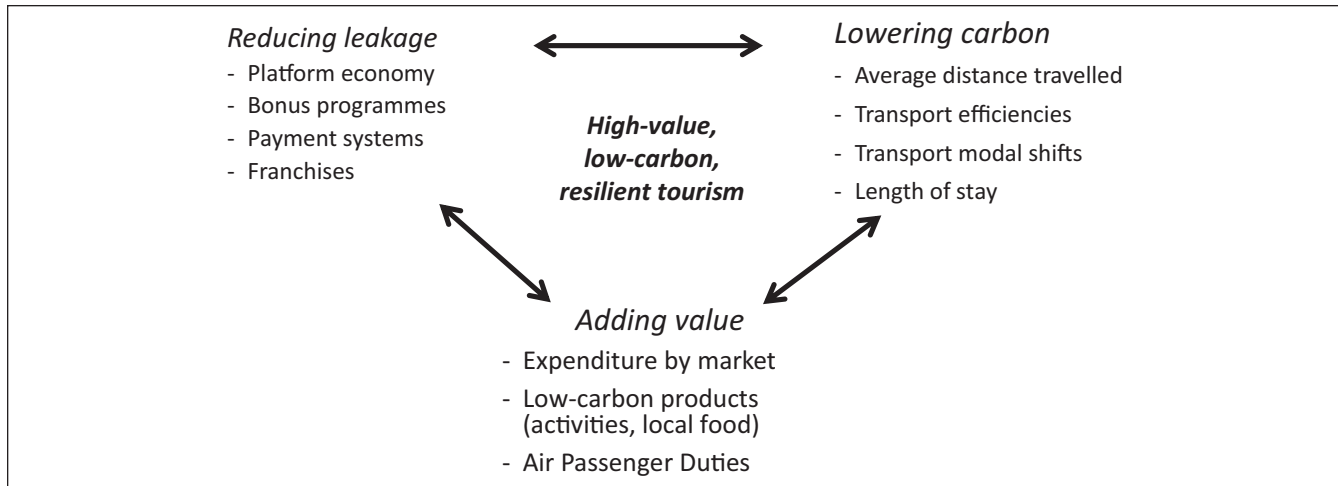 Reducing leakage
- Platform economy
- Bonus programmes
- Payment systems
- Franchises
High-value,
low-carbon,
resilient tourism
Lowering carbon
- Average distance travelled
- Transport efficiencies
- Transport modal shifts
- Length of stay
Adding value
- Expenditure by market
- Low-carbon products
(activities, local food)
- Air Passenger Duties